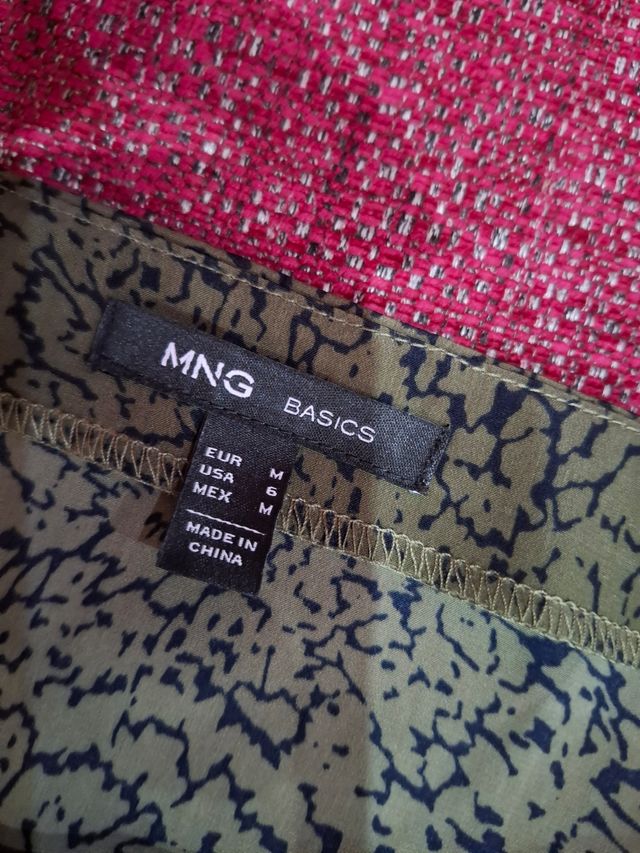 MNG BASICS
EUR M
USA 6
MEX M
MADE IN
CHINA